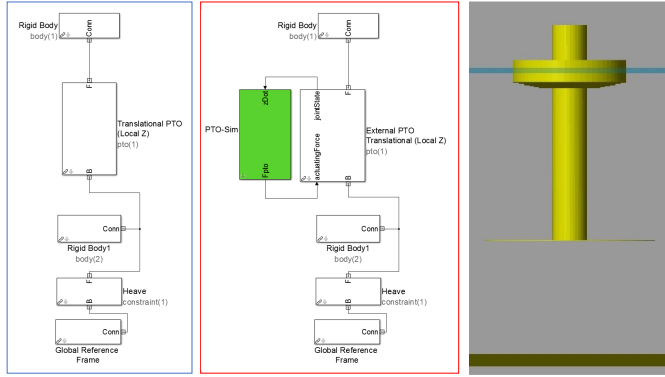 Rigid Body
body(1)
Conn
F
Translational PTO
(Local Z)
pto(1)
B
Conn
Rigid Body1
body(2)
F
Heave
constraint(1)
B
Conn
Global Reference
Frame
Rigid Body
body(1)
Conn
PTO-Sim
zDot
Fpto
jointState
F
External PTO
Translational (Local Z)
pto(1)
actuatingForce
B
Conn
Rigid Body1
body(2)
F
Heave
constraint(1)
B
Conn
Global Reference
Frame